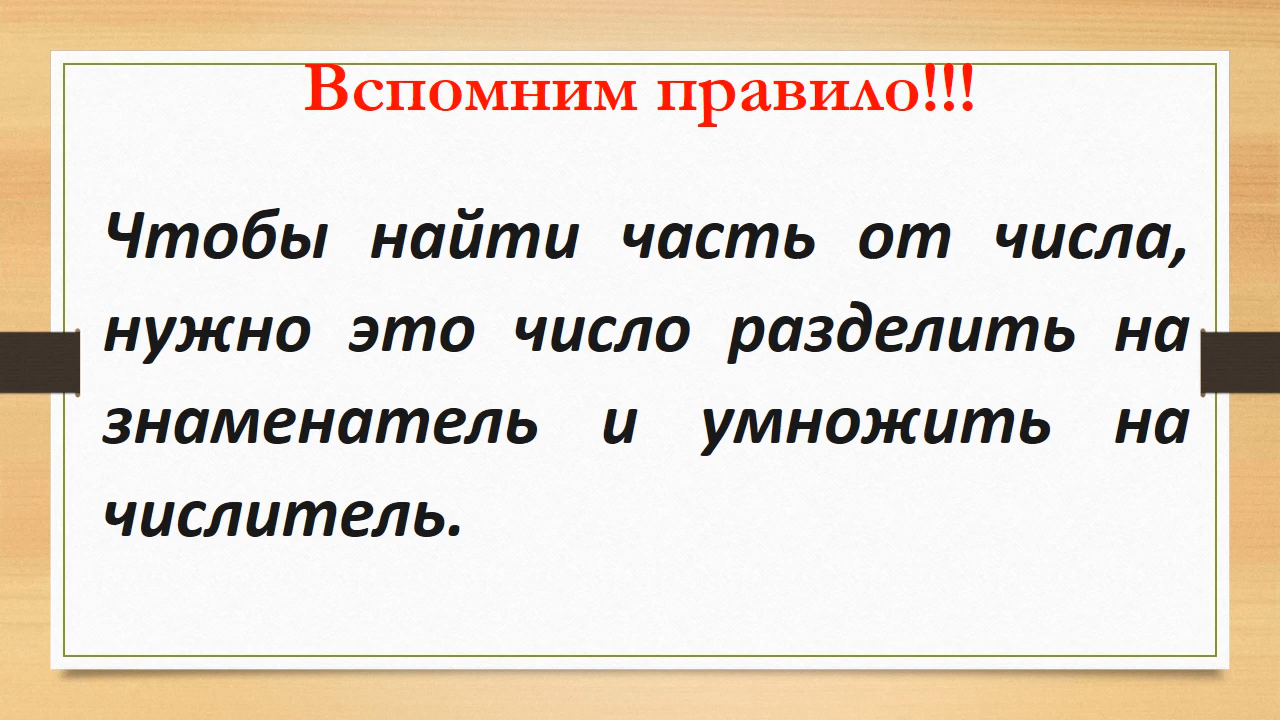 Вспомним правило!!!
Чтобы найти часть от числа,
нужно это число разделить на
знаменатель и умножить на
числитель.